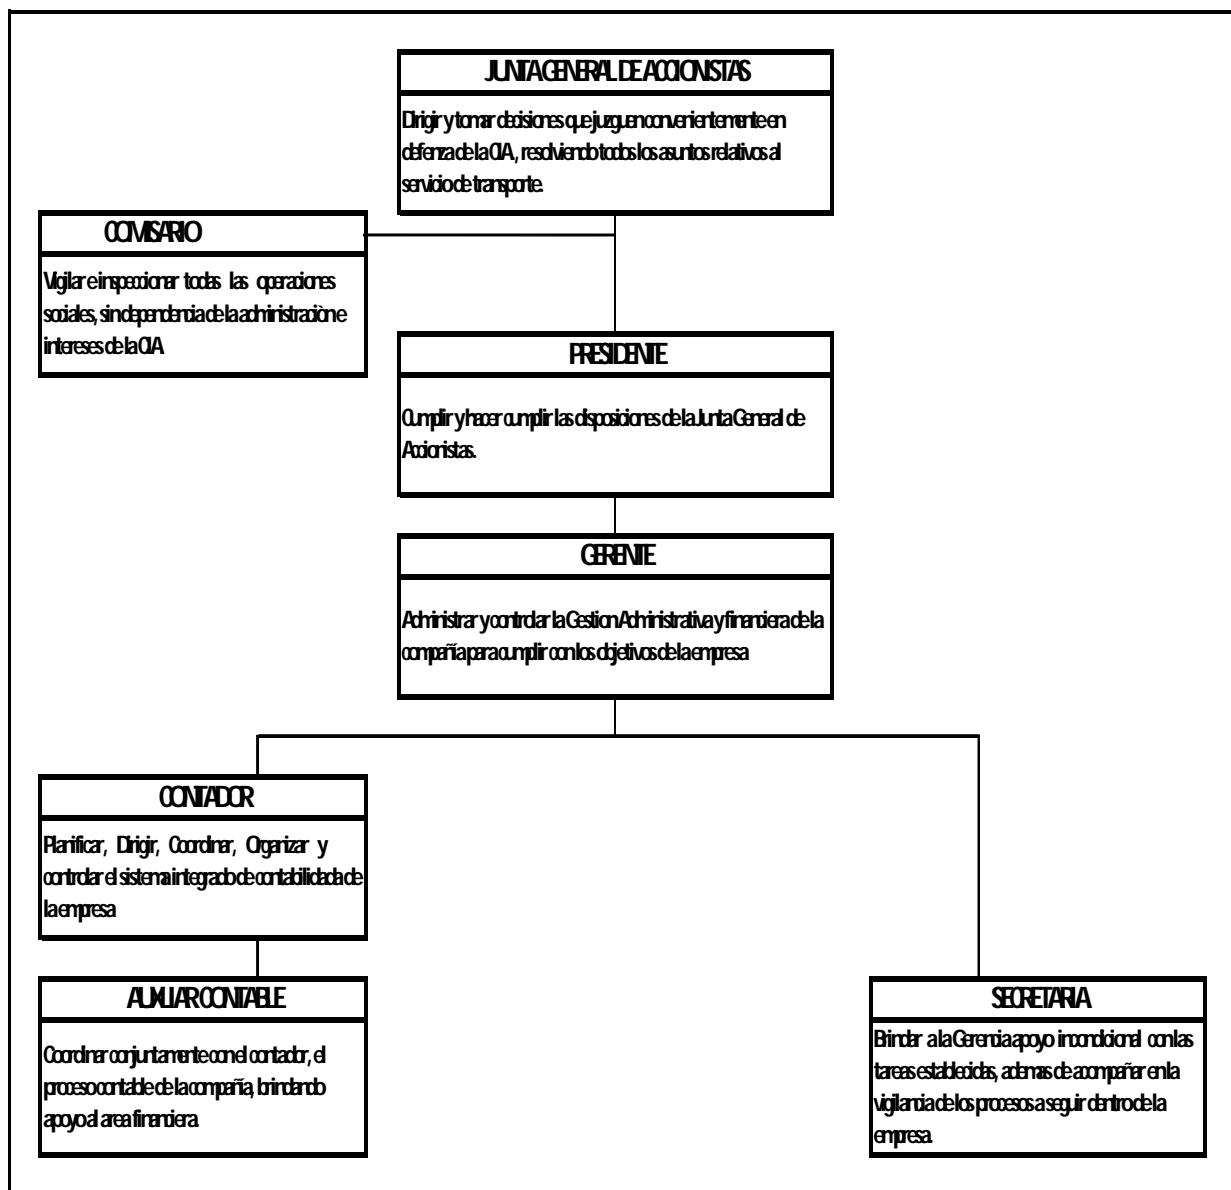 JUNTA GENERAL DE ACCIONISTAS
Dirigir y tomar decisiones que juzguen convenientemente en
defenza de la CIA, resolviendo todos los asuntos relativos al
servicio de transporte.
COMISARIO
Vigilar e inspeccionar todas las operaciones
sociales, sin dependencia de la administraciòn e
intereses de la CIA
PRESIDENTE
Cumplir y hacer cumplir las disposiciones de la Junta General de
Accionistas.
GERENTE
Administrar y controlar la Gestion Administrativa y financiera de la
compañía para cumplir con los objetivos de la empresa
CONTADOR
Planificar, Dirigir, Coordinar, Organizar y
controlar el sistema integrado de contabilidada de
la empresa
AUXILIAR CONTABLE
Coordinar conjuntamente con el contador, el
proceso contable de la compañía, brindando
apoyo al area financiera.
SECRETARIA
Brindar a la Gerencia apoyo incondicional con las
tareas establecidas, ademas de acompañar en la
vigilancia de los procesos a seguir dentro de la
empresa.